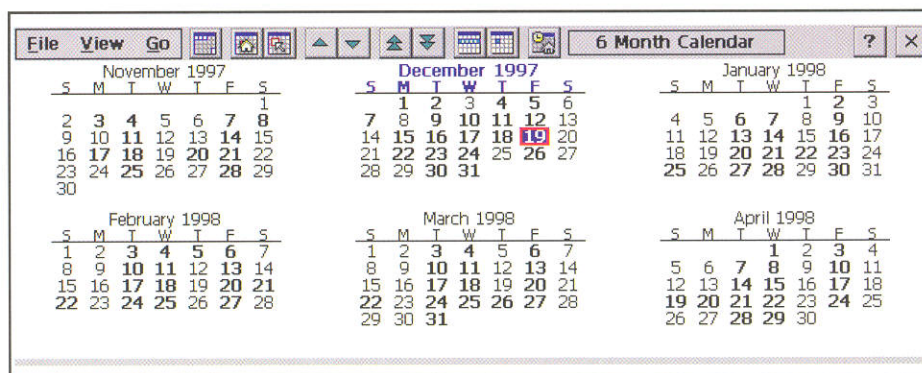 File View Go 6 Month Calendar ? ×
November 1997
S M T W T F S
1
2 3 4 5 6 7 8
9 10 11 12 13 14 15
16 17 18 19 20 21 22
23 24 25 26 27 28 29
30
December 1997
S M T W T F S
1 2 3 4 5 6
7 8 9 10 11 12 13
14 15 16 17 18 19 20
21 22 23 24 25 26 27
28 29 30 31
January 1998
S M T W T F S
1 2 3
4 5 6 7 8 9 10
11 12 13 14 15 16 17
18 19 20 21 22 23 24
25 26 27 28 29 30 31
February 1998
S M T W T F S
1 2 3 4 5 6 7
8 9 10 11 12 13 14
15 16 17 18 19 20 21
22 23 24 25 26 27 28
March 1998
S M T W T F S
1 2 3 4 5 6 7
8 9 10 11 12 13 14
15 16 17 18 19 20 21
22 23 24 25 26 27 28
29 30 31
April 1998
S M T W T F S
1 2 3 4
5 6 7 8 9 10 11
12 13 14 15 16 17 18
19 20 21 22 23 24 25
26 27 28 29 30